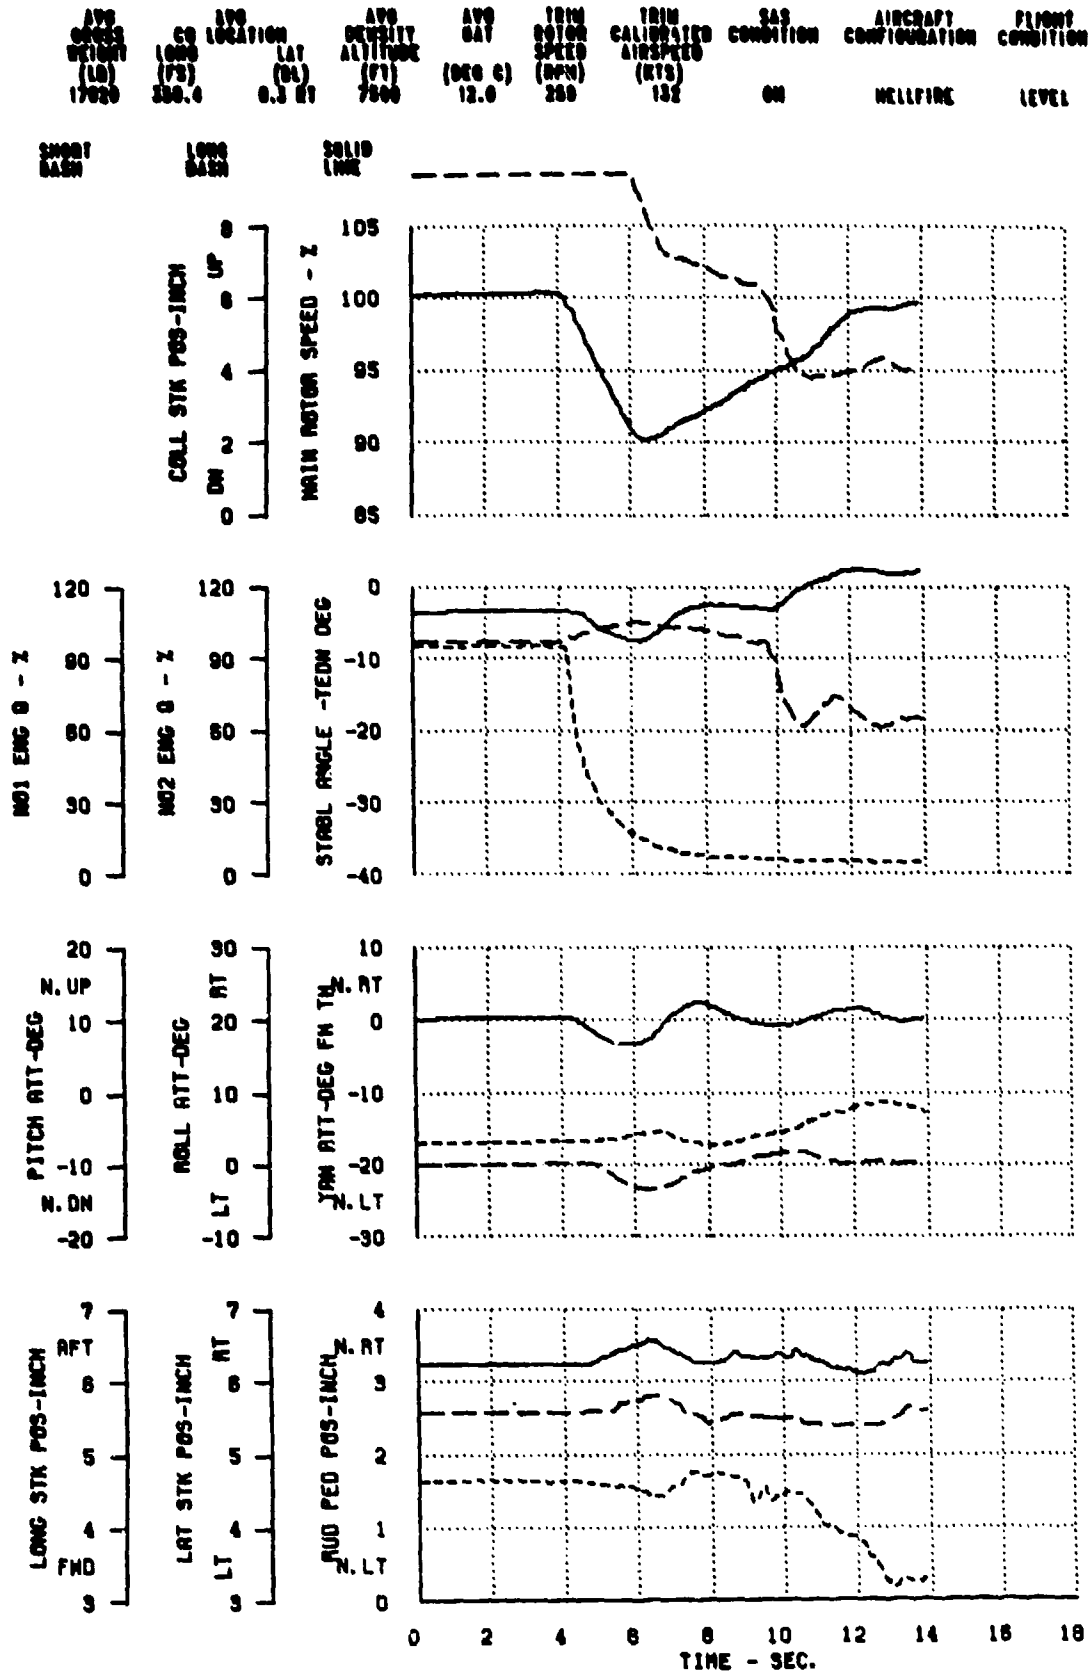 AVG GROSS WEIGHT (LB)
AVG CG LOCATION LONG (FS) LAT (BL)
AVG DENSITY ALTITUDE (FT)
AVG OAT (DEG C)
TRIM ROTOR SPEED (RPM)
TRIM CALIBRATED AIRSPEED (KTS)
SAS CONDITION
AIRCRAFT CONFIGURATION
FLIGHT CONDITION
17020 350.4 0.3 RT 7500 12.0 258 132 ON HELLFIRE LEVEL
SHORT DASH
LONG DASH
SOLID LINE
COLL STK POS-INCH
UP
DN
8
6
4
2
0
MAIN ROTOR SPEED - %
105
100
95
90
85
NO1 ENG Q - %
120
90
60
30
0
NO2 ENG Q - %
120
90
60
30
0
STABL ANGLE -TEDN DEG
0
-10
-20
-30
-40
PITCH ATT-DEG
N.UP
N.DN
20
10
0
-10
-20
ROLL ATT-DEG
RT
LT
30
20
10
0
-10
YAW ATT-DEG FM TM
N.RT
N.LT
10
0
-10
-20
-30
LONG STK POS-INCH
AFT
FWD
7
6
5
4
3
LAT STK POS-INCH
RT
LT
7
6
5
4
3
RUD PED POS-INCH
N.RT
N.LT
4
3
2
1
0
0 2 4 6 8 10 12 14 16 18
TIME - SEC.